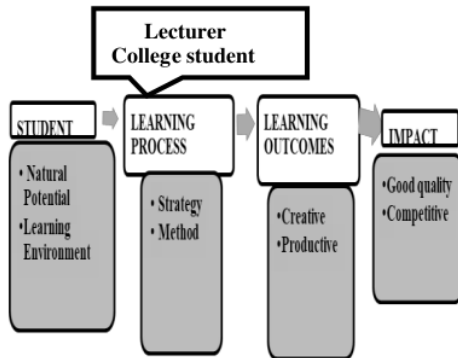 Lecturer
College student
STUDENT
• Natural
Potential
•Learning
Environment
LEARNING
PROCESS
• Strategy
• Method
LEARNING
OUTCOMES
•Creative
•Productive
IMPACT
•Good quality
•Competitive